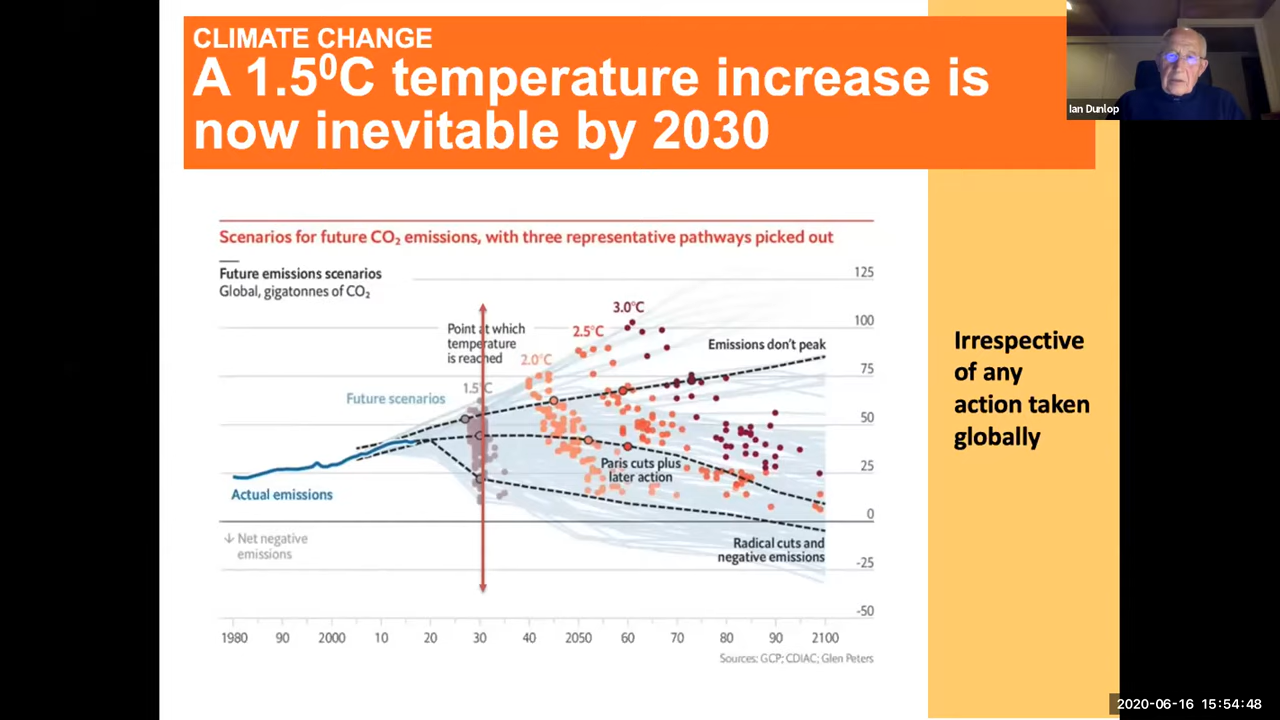 CLIMATE CHANGE
A 1.5⁰C temperature increase is
now inevitable by 2030
Ian Dunlop
Scenarios for future CO₂ emissions, with three representative pathways picked out
Future emissions scenarios
Global, gigatonnes of CO₂
125
100
75
50
25
0
-25
-50
3.0°C
2.5°C
2.0°C
1.5°C
Point at which
temperature
is reached
Emissions don't peak
Future scenarios
Paris cuts plus
later action
Actual emissions
Radical cuts and
negative emissions
↓ Net negative
emissions
1980 90 2000 10 20 30 40 2050 60 70 80 90 2100
Sources: GCP; CDIAC; Glen Peters
Irrespective
of any
action taken
globally
2020-06-16 15:54:48